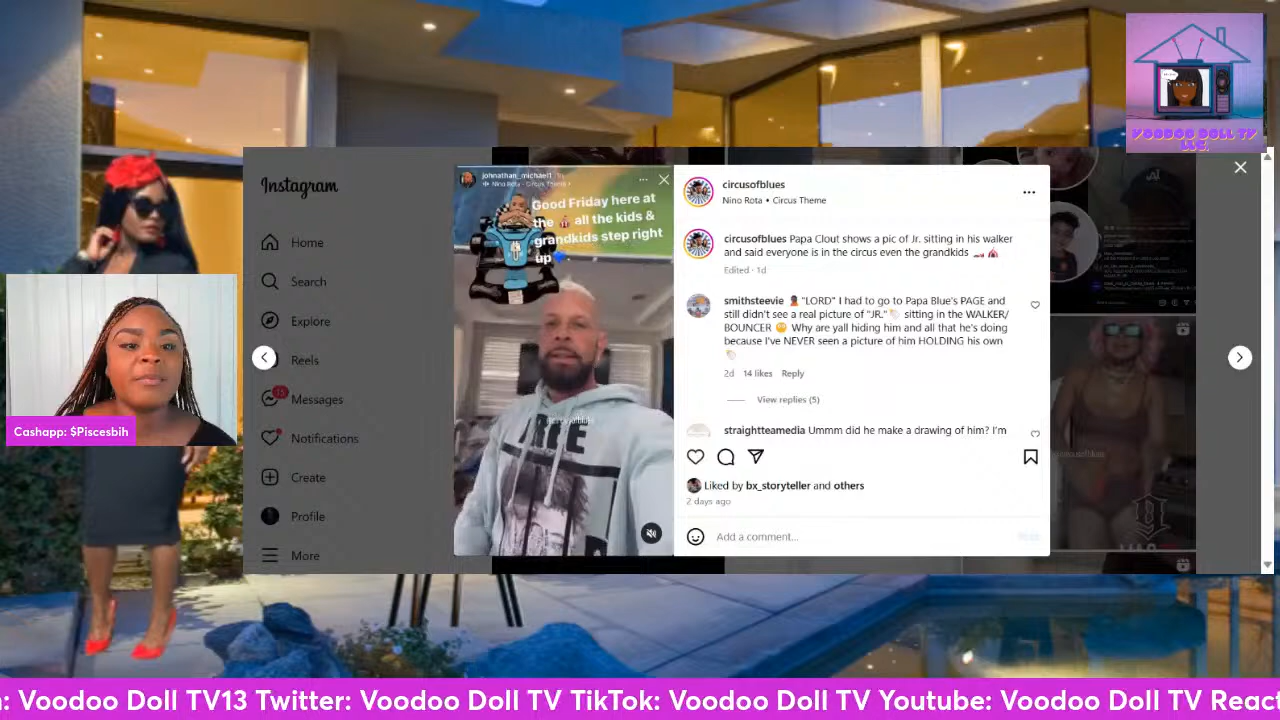 VOODOO DOLL TV
LLC.
Instagram
Home
Search
Explore
Reels
15
Messages
Notifications
Create
Profile
More
johnathan_michael1
Nino Rota • Circus Theme
Good Friday here at
the 🎪 all the kids &
grandkids step right
up
circusofblues
Nino Rota • Circus Theme
circusofblues Papa Clout shows a pic of Jr. sitting in his walker
and said everyone is in the circus even the grandkids
Edited · 1d
smithsteevie "LORD" I had to go to Papa Blue's PAGE and
still didn't see a real picture of "JR." sitting in the WALKER/
BOUNCER Why are yall hiding him and all that he's doing
because I've NEVER seen a picture of him HOLDING his own
2d 14 likes Reply
View replies (5)
straightteamedia Ummm did he make a drawing of him? I'm
Liked by bx_storyteller and others
2 days ago
Add a comment...
Cashapp: $Piscesbih
: Voodoo Doll TV13 Twitter: Voodoo Doll TV TikTok: Voodoo Doll TV Youtube: Voodoo Doll TV React